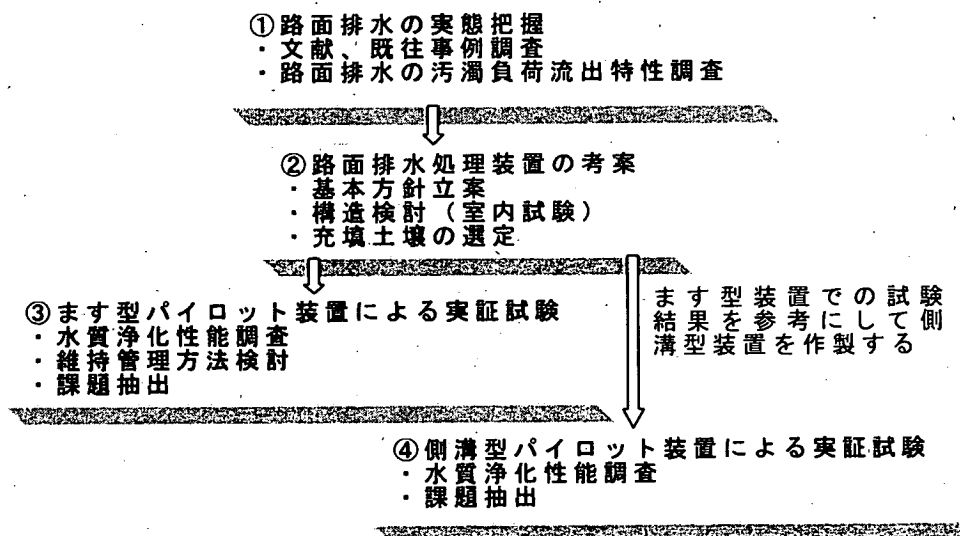 ①路面排水の実態把握
・文献、既往事例調査
・路面排水の汚濁負荷流出特性調査
②路面排水処理装置の考案
・基本方針立案
・構造検討（室内試験）
・充填土壌の選定
③ます型パイロット装置による実証試験
・水質浄化性能調査
・維持管理方法検討
・課題抽出
ます型装置での試験
結果を参考にして側
溝型装置を作製する
④側溝型パイロット装置による実証試験
・水質浄化性能調査
・課題抽出